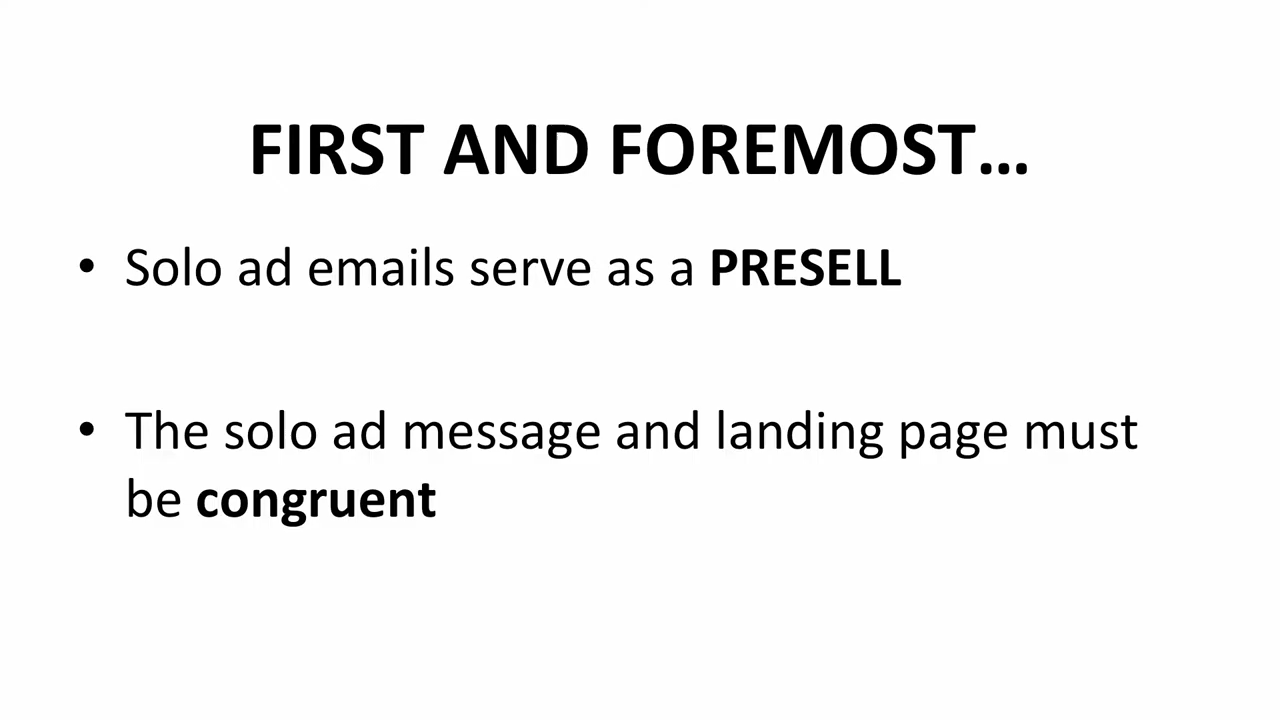 FIRST AND FOREMOST…
• Solo ad emails serve as a PRESELL
• The solo ad message and landing page must
be congruent